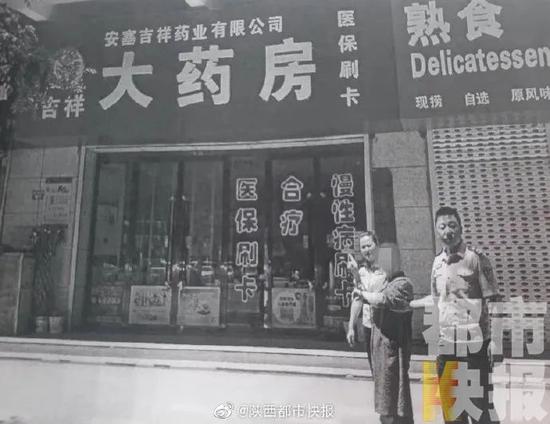 安塞吉祥药业有限公司
吉祥
大药房
医保刷卡
熟食
Delicatessen
现捞 自选 原风味
医保刷卡
合疗
慢性病刷卡
都市
快报
@陕西都市快报